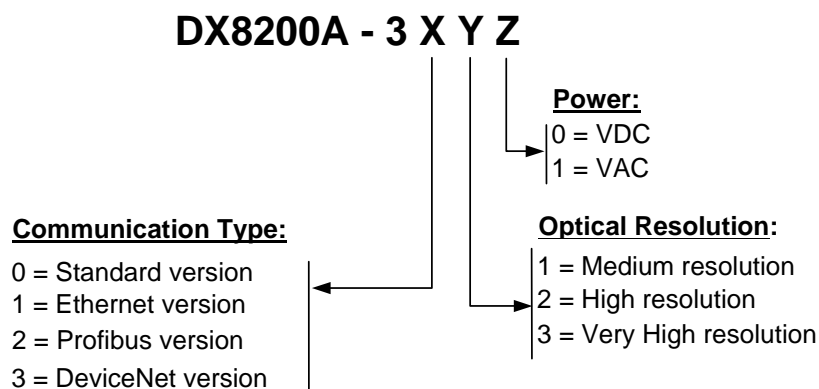 DX8200A - 3 X Y Z
Power:
0 = VDC
1 = VAC
Communication Type:
0 = Standard version
1 = Ethernet version
2 = Profibus version
3 = DeviceNet version
Optical Resolution:
1 = Medium resolution
2 = High resolution
3 = Very High resolution